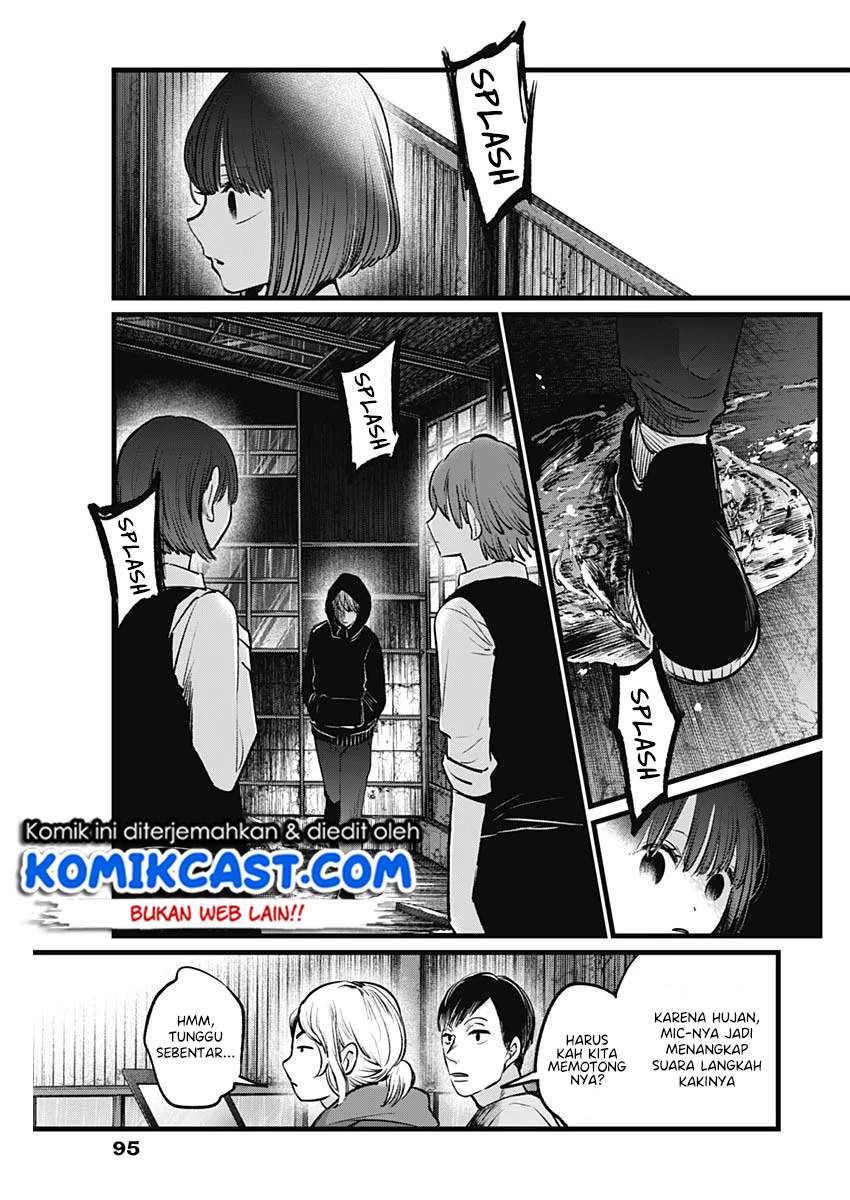 SPLASH
SPLASH
SPLASH
SPLASH
Komik ini diterjemahkan & diedit oleh
KOMIKCAST.COM
BUKAN WEB LAIN!!
KARENA HUJAN,
MIC-NYA JADI
MENANGKAP
SUARA LANGKAH
KAKINYA
HARUS
KAH KITA
MEMOTONG
NYA?
HMM,
TUNGGU
SEBENTAR...
95